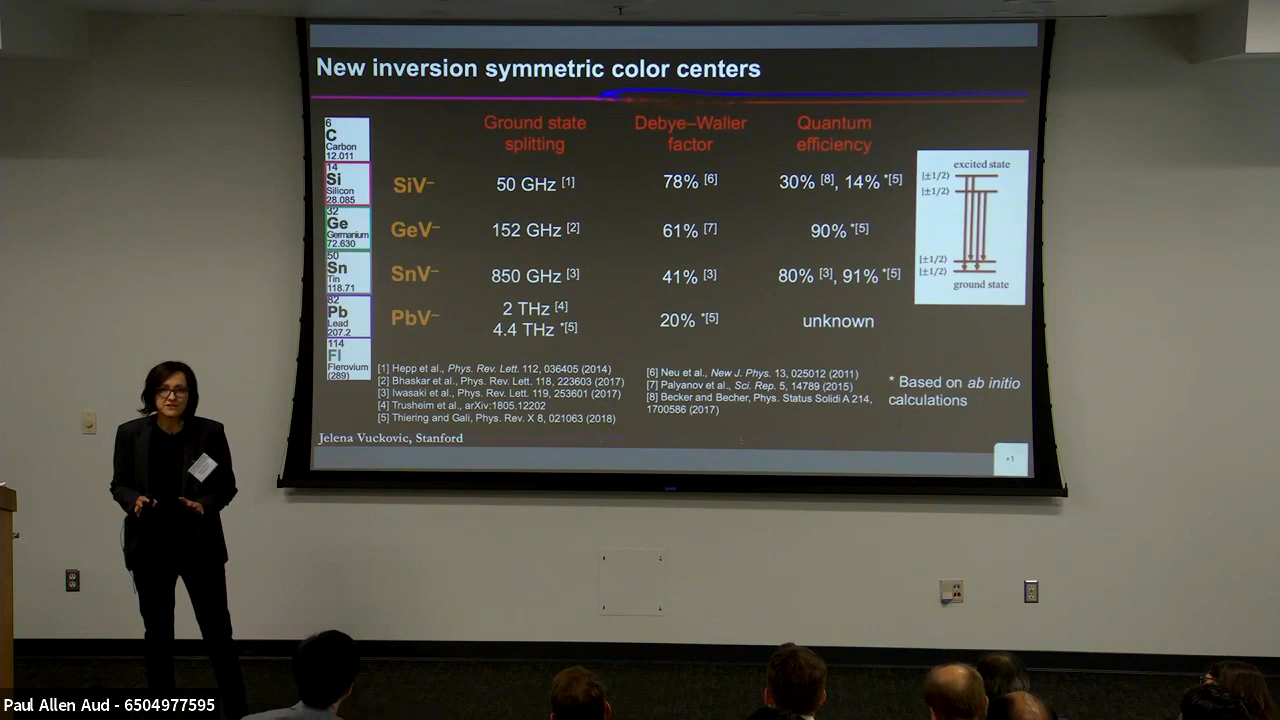 New inversion symmetric color centers
6
C
Carbon
12.011
14
Si
Silicon
28.085
32
Ge
Germanium
72.630
50
Sn
Tin
118.71
82
Pb
Lead
207.2
114
Fl
Flerovium
(289)
Ground state splitting
Debye–Waller factor
Quantum efficiency
SiV– 50 GHz [1] 78% [6] 30% [8], 14% *[5]
GeV– 152 GHz [2] 61% [7] 90% *[5]
SnV– 850 GHz [3] 41% [3] 80% [3], 91% *[5]
PbV– 2 THz [4] 4.4 THz *[5] 20% *[5] unknown
excited state
|±1/2⟩
|±1/2⟩
|±1/2⟩
|±1/2⟩
ground state
[1] Hepp et al., Phys. Rev. Lett. 112, 036405 (2014)
[2] Bhaskar et al., Phys. Rev. Lett. 118, 223603 (2017)
[3] Iwasaki et al., Phys. Rev. Lett. 119, 253601 (2017)
[4] Trusheim et al., arXiv:1805.12202
[5] Thiering and Gali, Phys. Rev. X 8, 021063 (2018)
[6] Neu et al., New J. Phys. 13, 025012 (2011)
[7] Palyanov et al., Sci. Rep. 5, 14789 (2015)
[8] Becker and Becher, Phys. Status Solidi A 214,
1700586 (2017)
* Based on ab initio
calculations
Jelena Vuckovic, Stanford
Paul Allen Aud - 6504977595